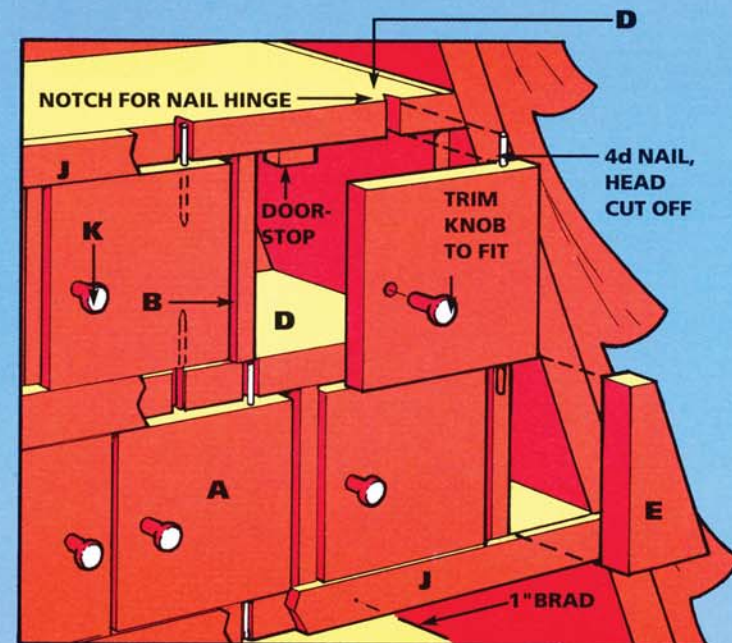 D
NOTCH FOR NAIL HINGE
J
4d NAIL,
HEAD
CUT OFF
DOOR-
STOP
TRIM
KNOB
TO FIT
K
B
D
A
E
J
1" BRAD